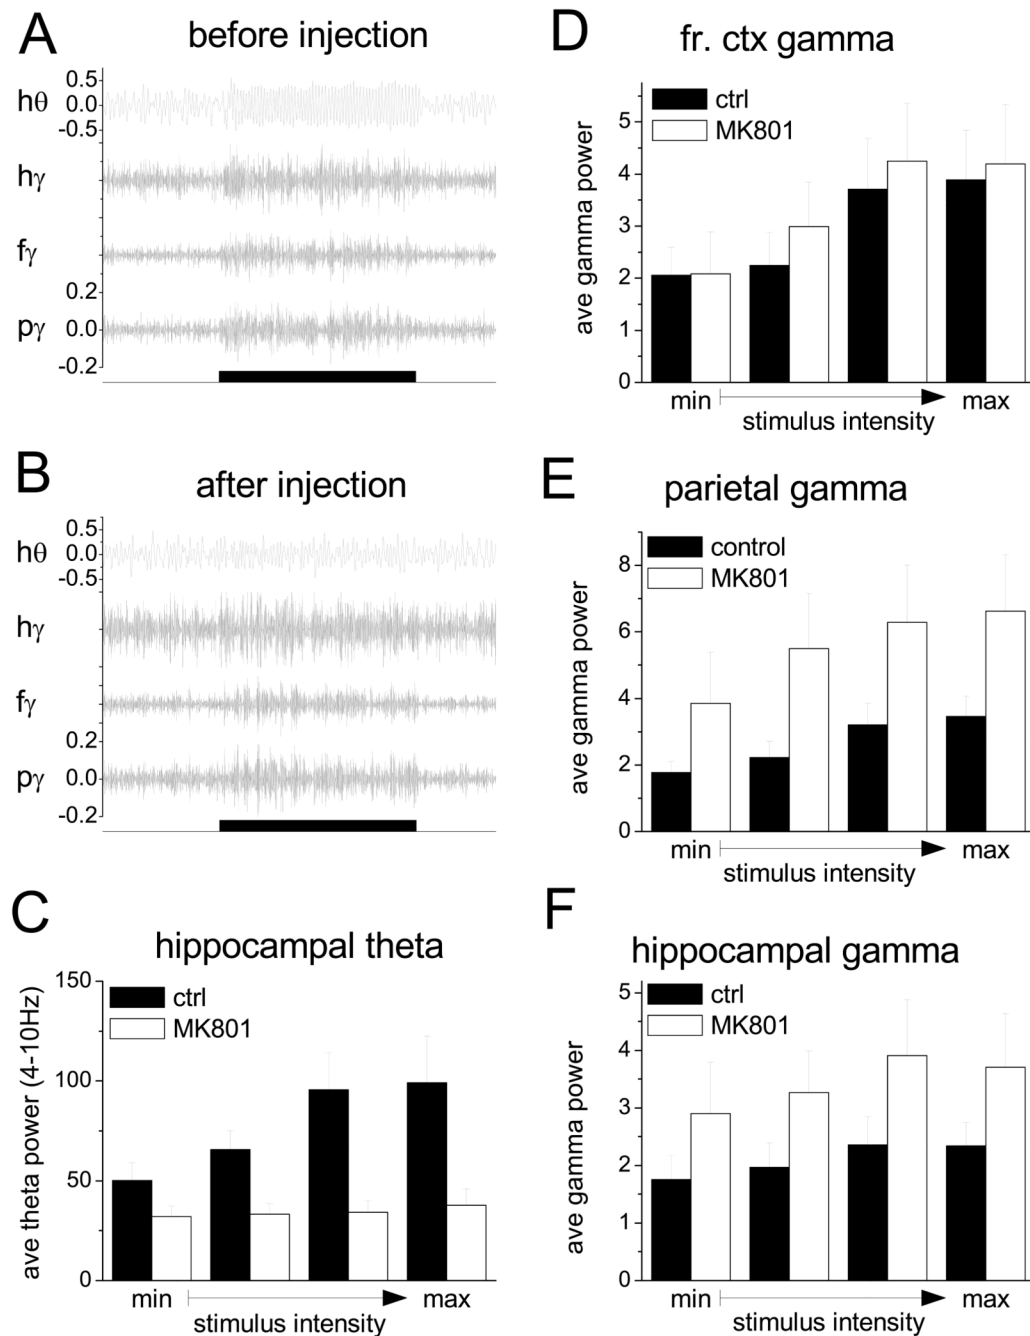 A
before injection
hθ
0.5
0.0
-0.5
hγ
fγ
0.2
pγ
0.0
-0.2
B
after injection
hθ
0.5
0.0
-0.5
hγ
fγ
0.2
pγ
0.0
-0.2
C
hippocampal theta
ave theta power (4-10Hz)
150
100
50
0
ctrl
MK801
min
max
stimulus intensity
D
fr. ctx gamma
ave gamma power
5
4
3
2
1
0
ctrl
MK801
min
max
stimulus intensity
E
parietal gamma
ave gamma power
8
6
4
2
0
control
MK801
min
max
stimulus intensity
F
hippocampal gamma
ave gamma power
5
4
3
2
1
0
ctrl
MK801
min
max
stimulus intensity